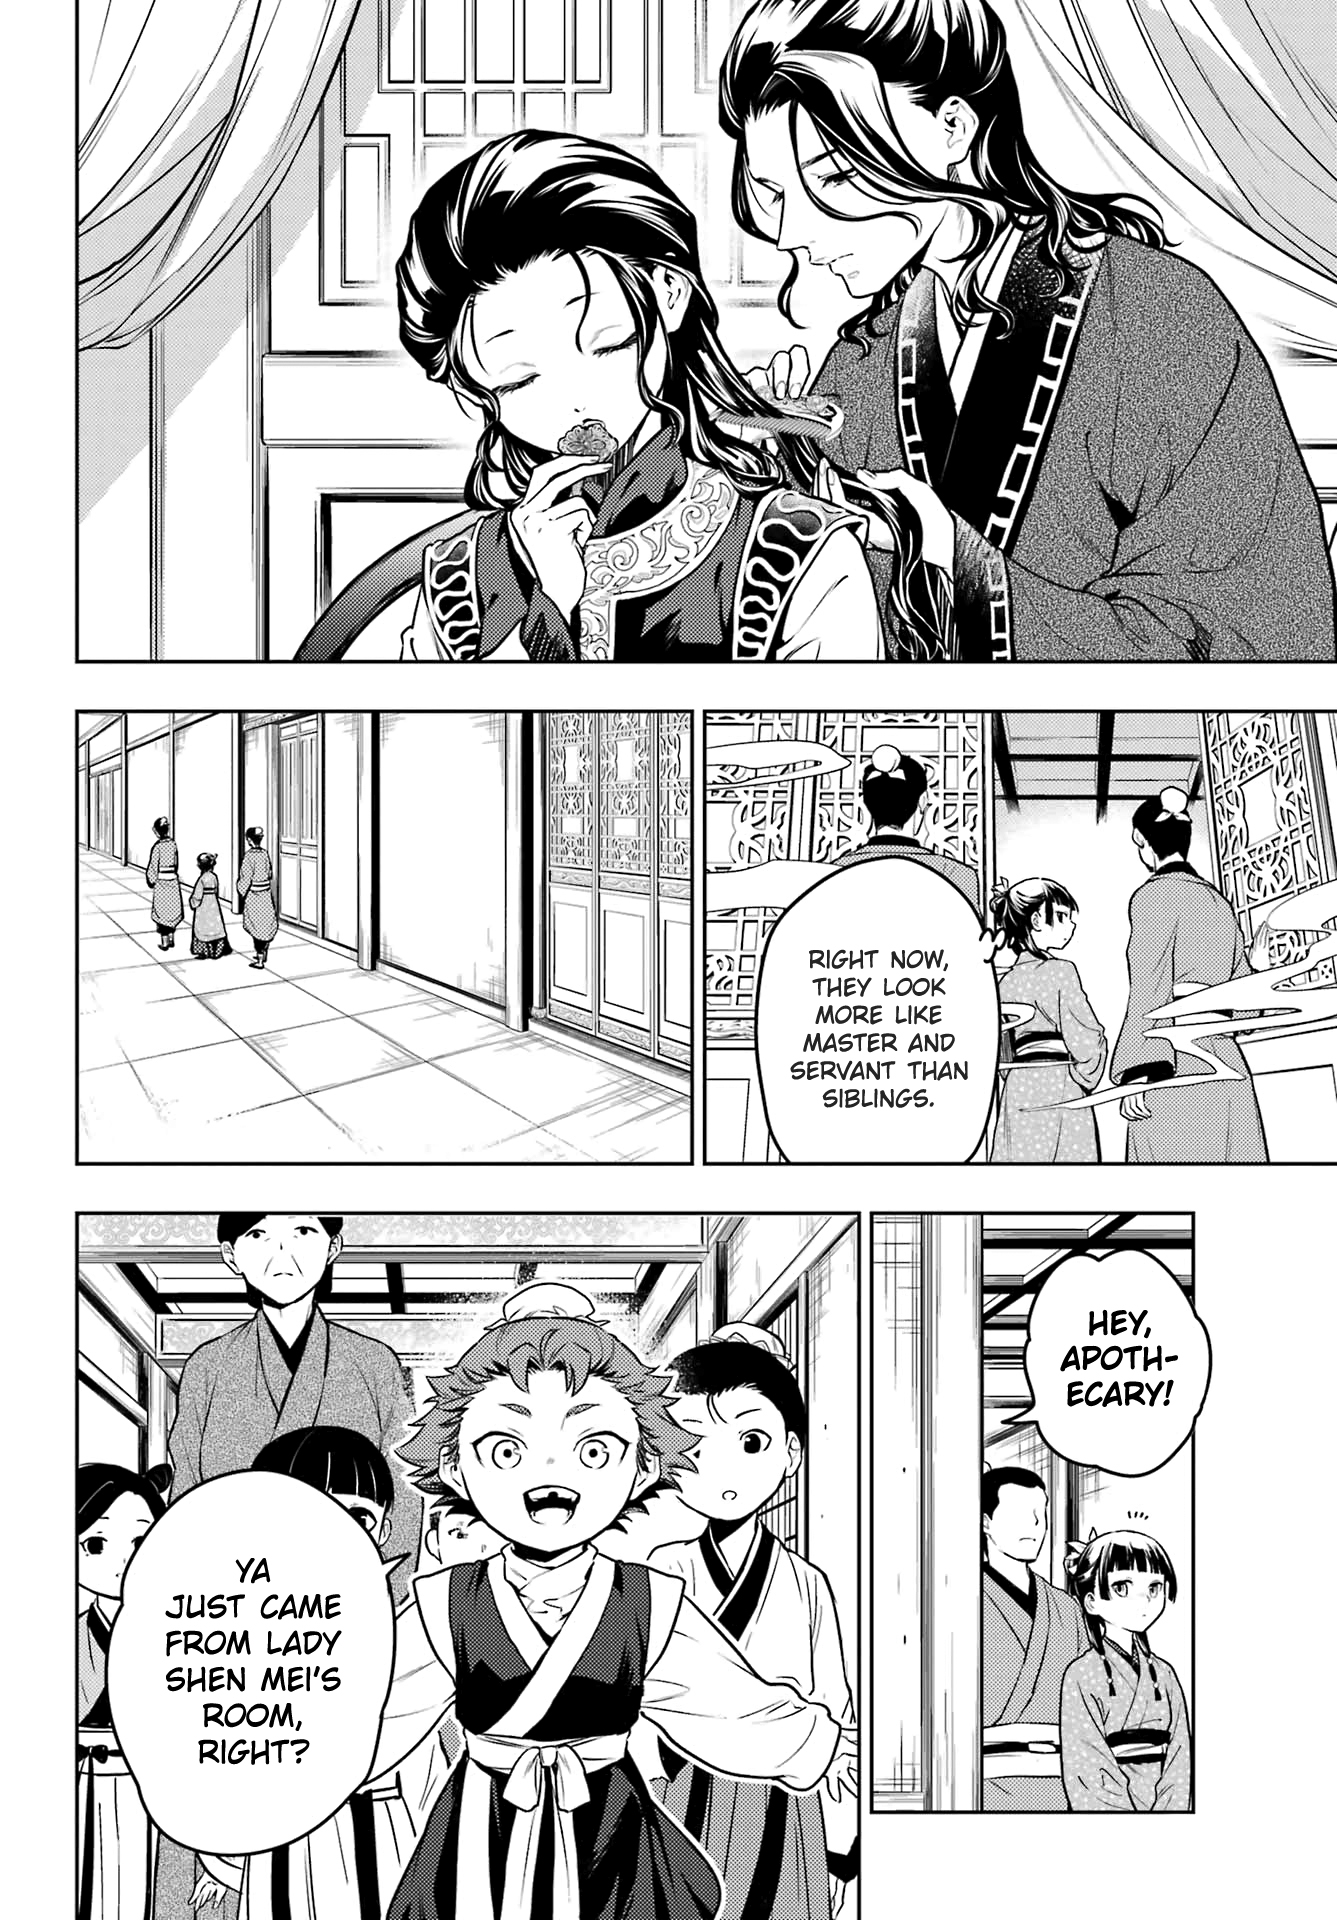 RIGHT NOW,
THEY LOOK
MORE LIKE
MASTER AND
SERVANT THAN
SIBLINGS.
HEY,
APOTH-
ECARY!
YA
JUST CAME
FROM LADY
SHEN MEI'S
ROOM,
RIGHT?